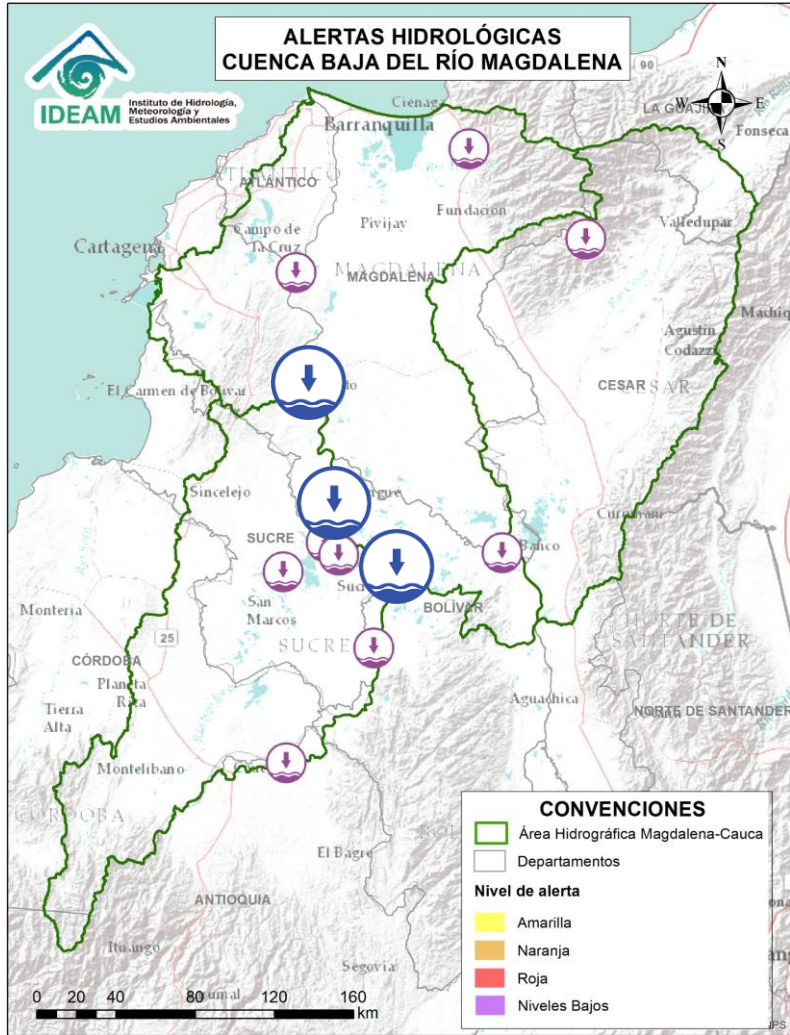 ALERTAS HIDROLÓGICAS
CUENCA BAJA DEL RÍO MAGDALENA
IDEAM
Instituto de Hidrología,
Meteorología y
Estudios Ambientales
N
W
E
S
90
LA GUAJIRA
Fonseca
Ciénaga
Barranquilla
ATLÁNTICO
ATLÁNTICO
Fundación
Pivijay
Valledupar
Campo de
la Cruz
Cartagena
MAGDALENA
MAGDALENA
Agustín
Codazzi
CESAR
CESAR
El Carmen de Bolívar
Sincelejo
Curumaní
SUCRE
Banco
San
Marcos
BOLÍVAR
Montería
SUCRE
25
NORTE DE
SANTANDER
CÓRDOBA
Planeta
Rica
Tierra
Alta
Aguachica
NORTE DE SANTANDER
Montelíbano
CÓRDOBA
El Bagre
ANTIOQUIA
Ituango
Segovia
0 20 40 80 120 160
km
CONVENCIONES
Área Hidrográfica Magdalena-Cauca
Departamentos
Nivel de alerta
Amarilla
Naranja
Roja
Niveles Bajos